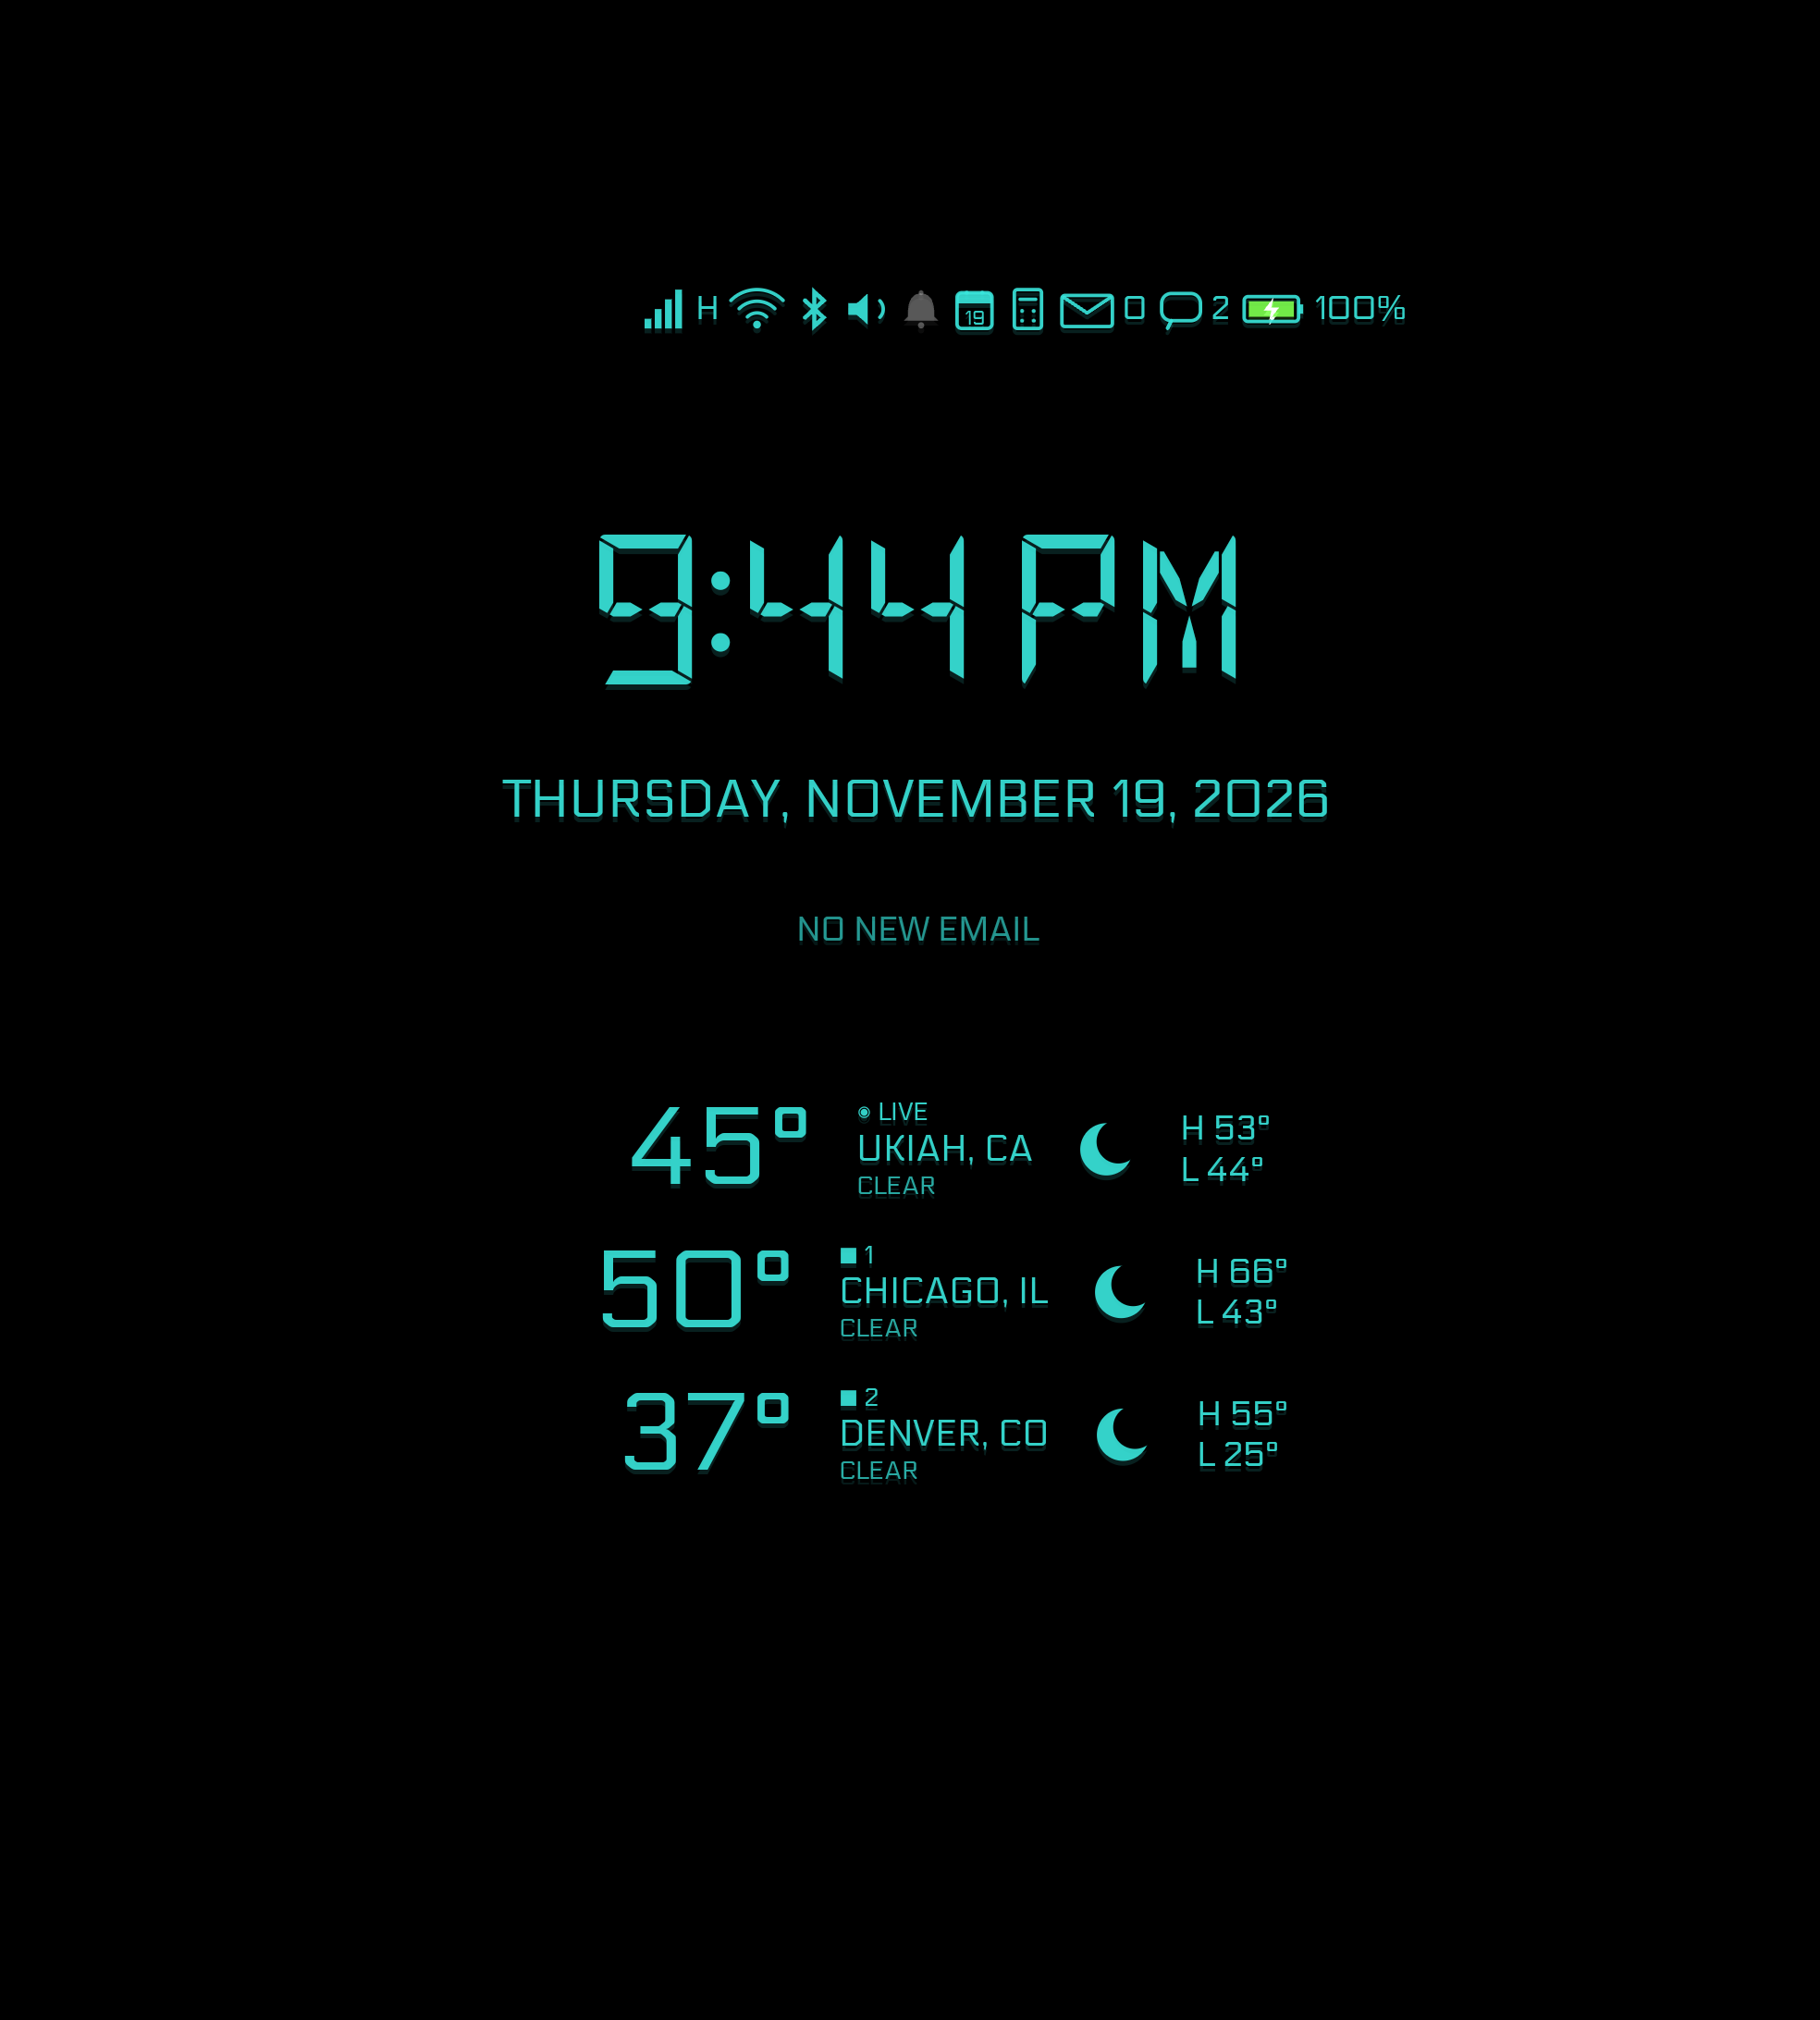 H 19 0 2 100%
9:44 PM
THURSDAY, NOVEMBER 19, 2026
NO NEW EMAIL
45°
LIVE
UKIAH, CA
CLEAR
H 53°
L 44°
50°
1
CHICAGO, IL
CLEAR
H 66°
L 43°
37°
2
DENVER, CO
CLEAR
H 55°
L 25°